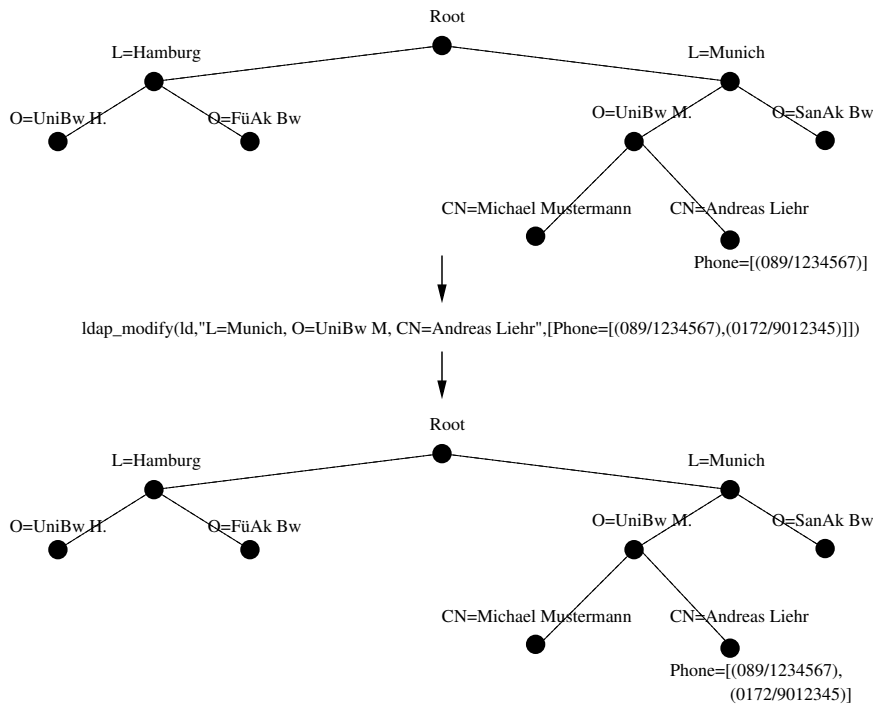 Root
L=Hamburg
L=Munich
O=UniBw H.
O=FüAk Bw
O=UniBw M.
O=SanAk Bw
CN=Michael Mustermann
CN=Andreas Liehr
Phone=[(089/1234567)]
ldap_modify(ld,"L=Munich, O=UniBw M, CN=Andreas Liehr",[Phone=[(089/1234567),(0172/9012345)]])
Root
L=Hamburg
L=Munich
O=UniBw H.
O=FüAk Bw
O=UniBw M.
O=SanAk Bw
CN=Michael Mustermann
CN=Andreas Liehr
Phone=[(089/1234567),
(0172/9012345)]